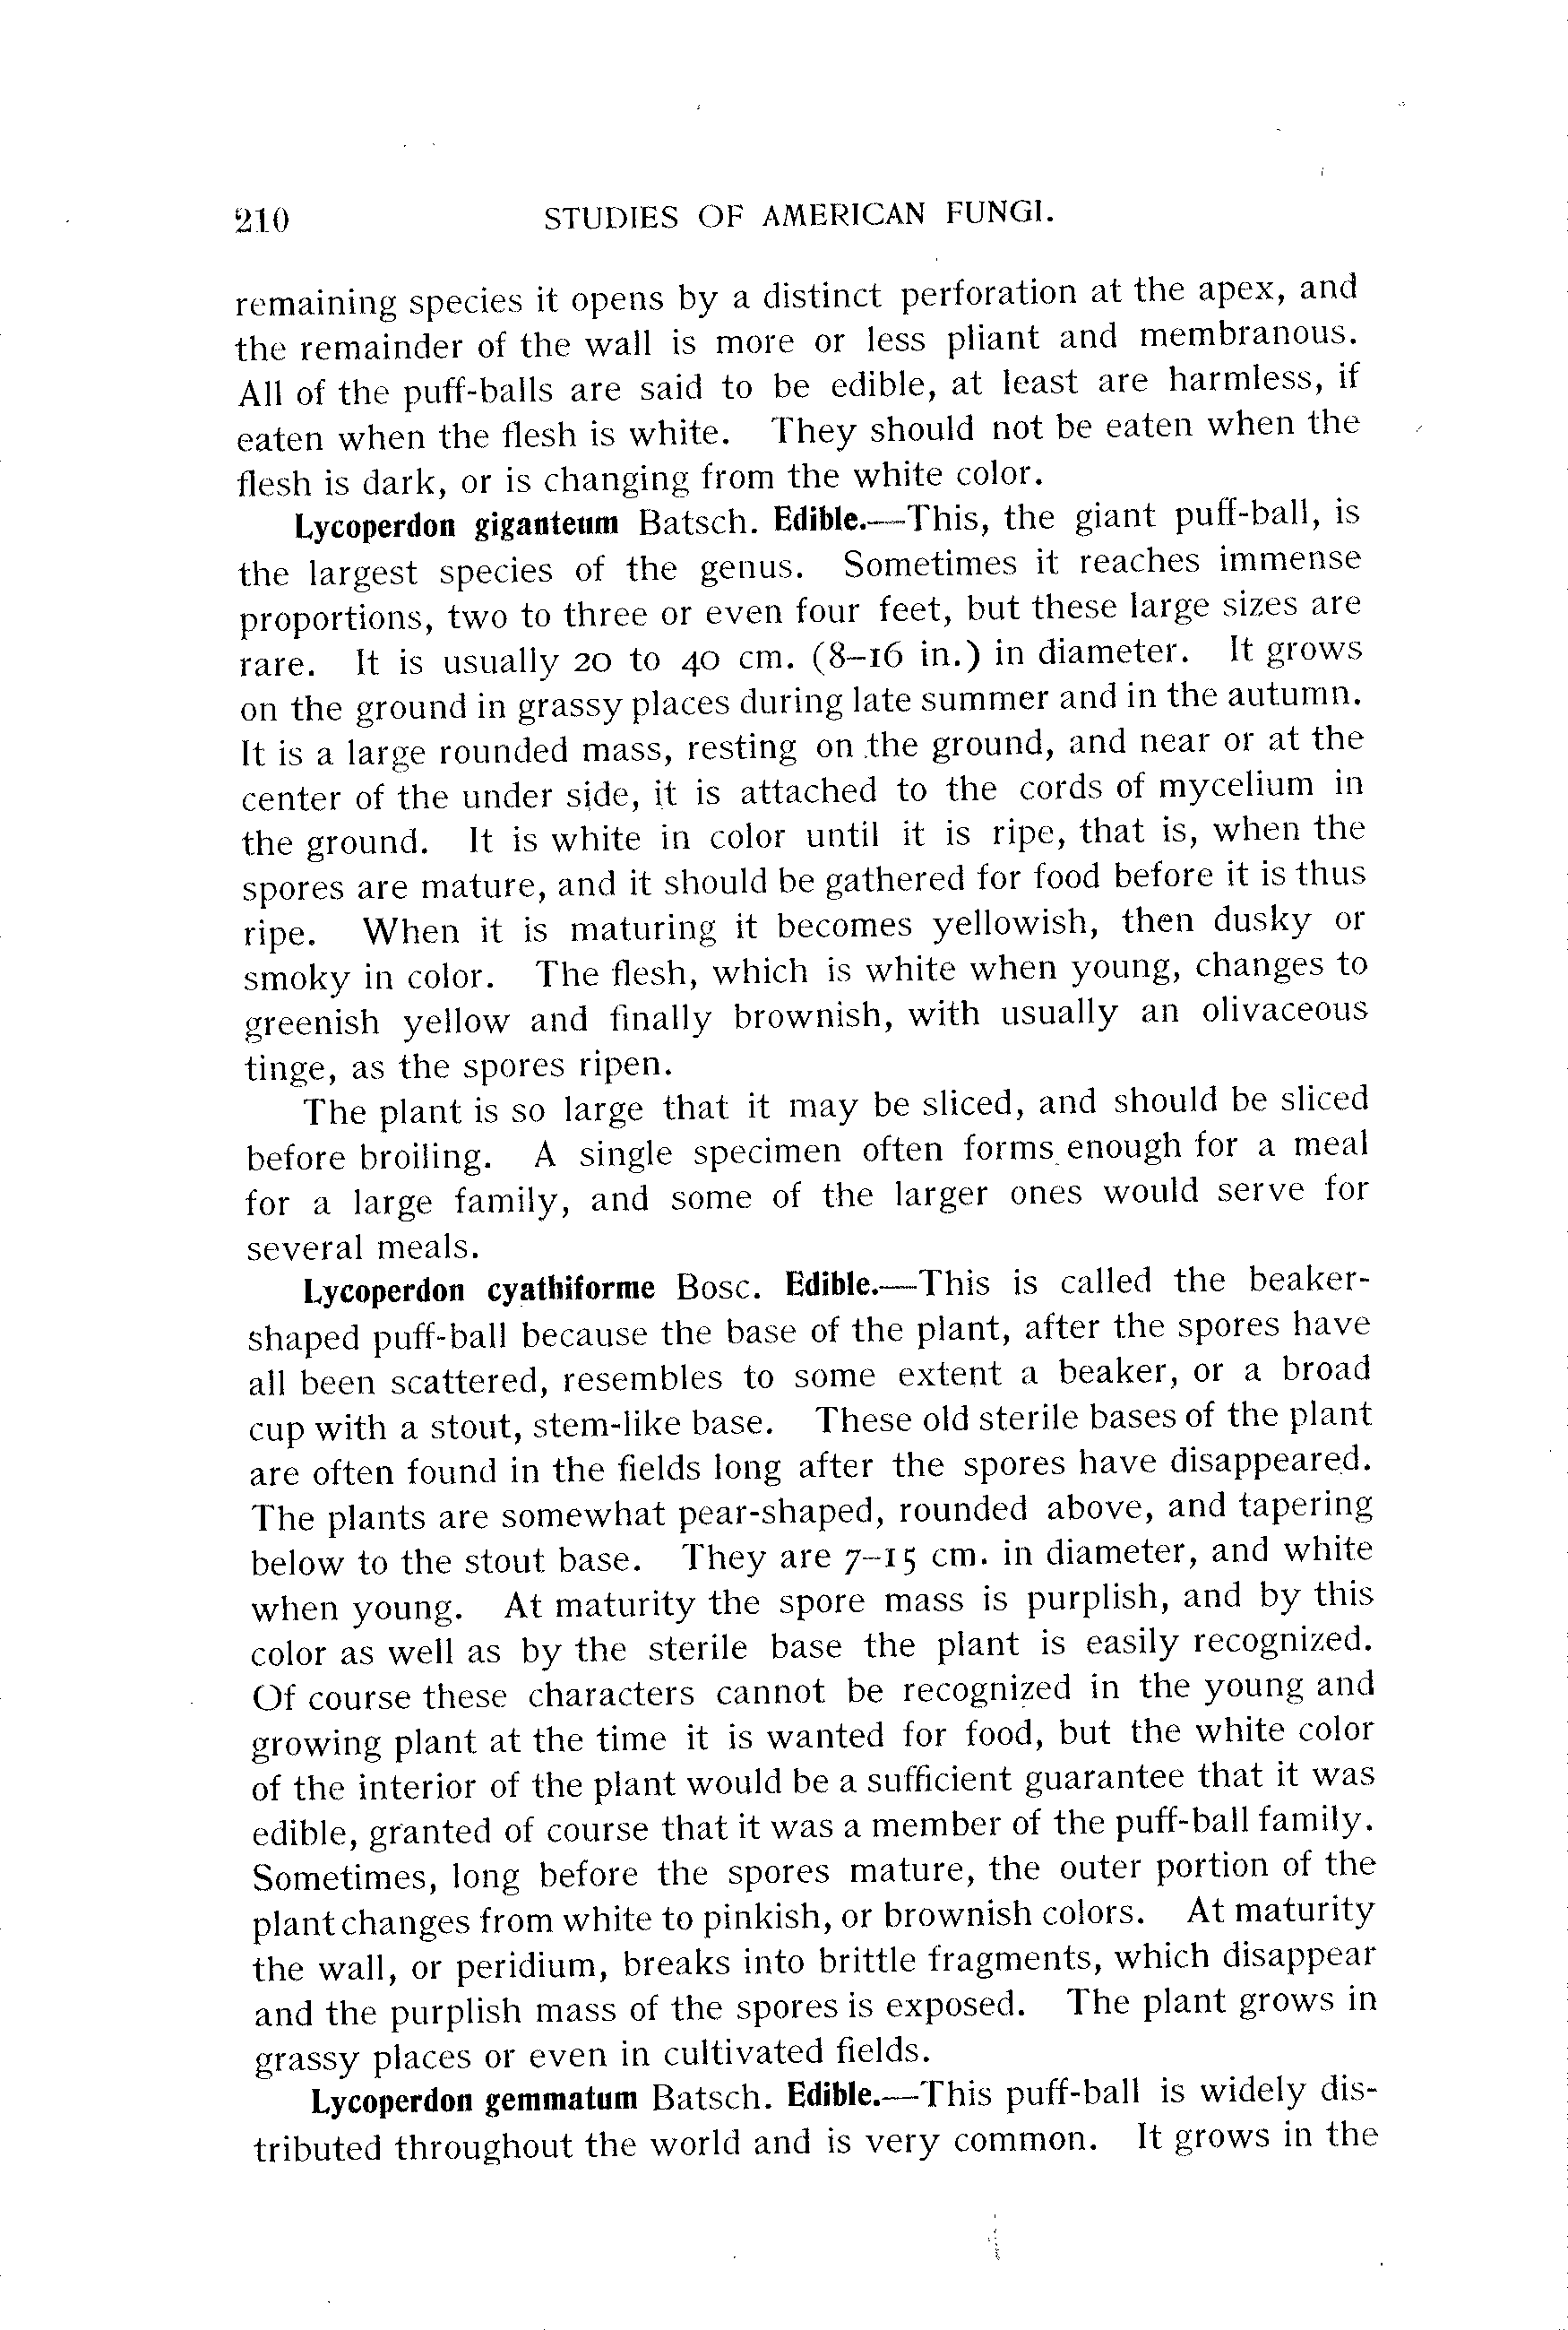 210 STUDIES OF AMERICAN FUNGI.
remaining species it opens by a distinct perforation at the apex, and
the remainder of the wall is more or less pliant and membranous.
All of the puff-balls are said to be edible, at least are harmless, if
eaten when the flesh is white. They should not be eaten when the
flesh is dark, or is changing from the white color.
Lycoperdon giganteum Batsch. Edible.—This, the giant puff-ball, is
the largest species of the genus. Sometimes it reaches immense
proportions, two to three or even four feet, but these large sizes are
rare. It is usually 20 to 40 cm. (8–16 in.) in diameter. It grows
on the ground in grassy places during late summer and in the autumn.
It is a large rounded mass, resting on the ground, and near or at the
center of the under side, it is attached to the cords of mycelium in
the ground. It is white in color until it is ripe, that is, when the
spores are mature, and it should be gathered for food before it is thus
ripe. When it is maturing it becomes yellowish, then dusky or
smoky in color. The flesh, which is white when young, changes to
greenish yellow and finally brownish, with usually an olivaceous
tinge, as the spores ripen.
The plant is so large that it may be sliced, and should be sliced
before broiling. A single specimen often forms enough for a meal
for a large family, and some of the larger ones would serve for
several meals.
Lycoperdon cyathiforme Bosc. Edible.—This is called the beaker-
shaped puff-ball because the base of the plant, after the spores have
all been scattered, resembles to some extent a beaker, or a broad
cup with a stout, stem-like base. These old sterile bases of the plant
are often found in the fields long after the spores have disappeared.
The plants are somewhat pear-shaped, rounded above, and tapering
below to the stout base. They are 7–15 cm. in diameter, and white
when young. At maturity the spore mass is purplish, and by this
color as well as by the sterile base the plant is easily recognized.
Of course these characters cannot be recognized in the young and
growing plant at the time it is wanted for food, but the white color
of the interior of the plant would be a sufficient guarantee that it was
edible, granted of course that it was a member of the puff-ball family.
Sometimes, long before the spores mature, the outer portion of the
plant changes from white to pinkish, or brownish colors. At maturity
the wall, or peridium, breaks into brittle fragments, which disappear
and the purplish mass of the spores is exposed. The plant grows in
grassy places or even in cultivated fields.
Lycoperdon gemmatum Batsch. Edible.—This puff-ball is widely dis-
tributed throughout the world and is very common. It grows in the